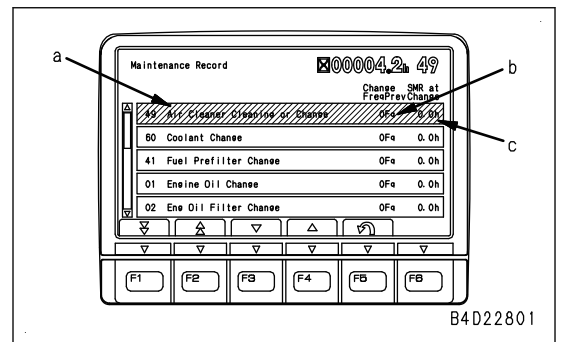 a
b
c
Maintenance Record 00004.2h 49
Change SMR at
FreqPrevChange
49 Air Cleaner Cleaning or Change 0Fq 0.0h
60 Coolant Change 0Fq 0.0h
41 Fuel Prefilter Change 0Fq 0.0h
01 Engine Oil Change 0Fq 0.0h
02 Eng Oil Filter Change 0Fq 0.0h
F1 F2 F3 F4 F5 F6
B4D22801